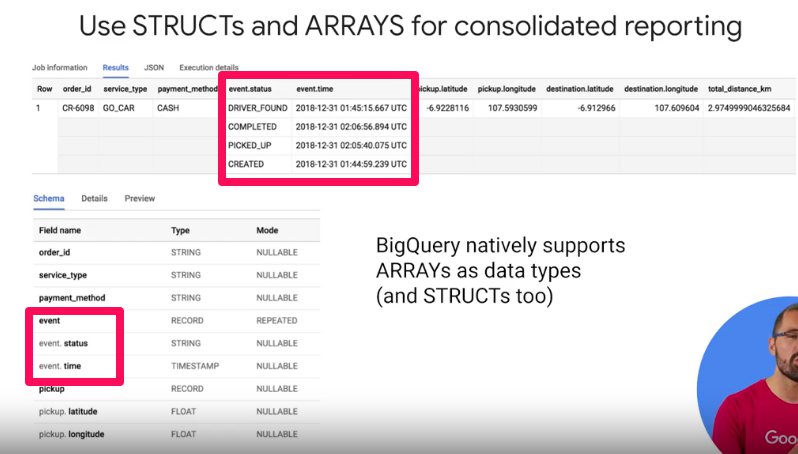 Use STRUCTs and ARRAYS for consolidated reporting
Job information Results JSON Execution details
Row order_id service_type payment_method event.status event.time pickup.latitude pickup.longitude destination.latitude destination.longitude total_distance_km
1 CR-6098 GO_CAR CASH DRIVER_FOUND 2018-12-31 01:45:15.667 UTC -6.9228116 107.5930599 -6.912966 107.609604 2.9749999046325684
COMPLETED 2018-12-31 02:06:56.894 UTC
PICKED_UP 2018-12-31 02:05:40.075 UTC
CREATED 2018-12-31 01:44:59.239 UTC
Schema Details Preview
Field name Type Mode
order_id STRING NULLABLE
service_type STRING NULLABLE
payment_method STRING NULLABLE
event RECORD REPEATED
event. status STRING NULLABLE
event. time TIMESTAMP NULLABLE
pickup RECORD NULLABLE
pickup. latitude FLOAT NULLABLE
pickup. longitude FLOAT NULLABLE
BigQuery natively supports
ARRAYs as data types
(and STRUCTs too)
Goo